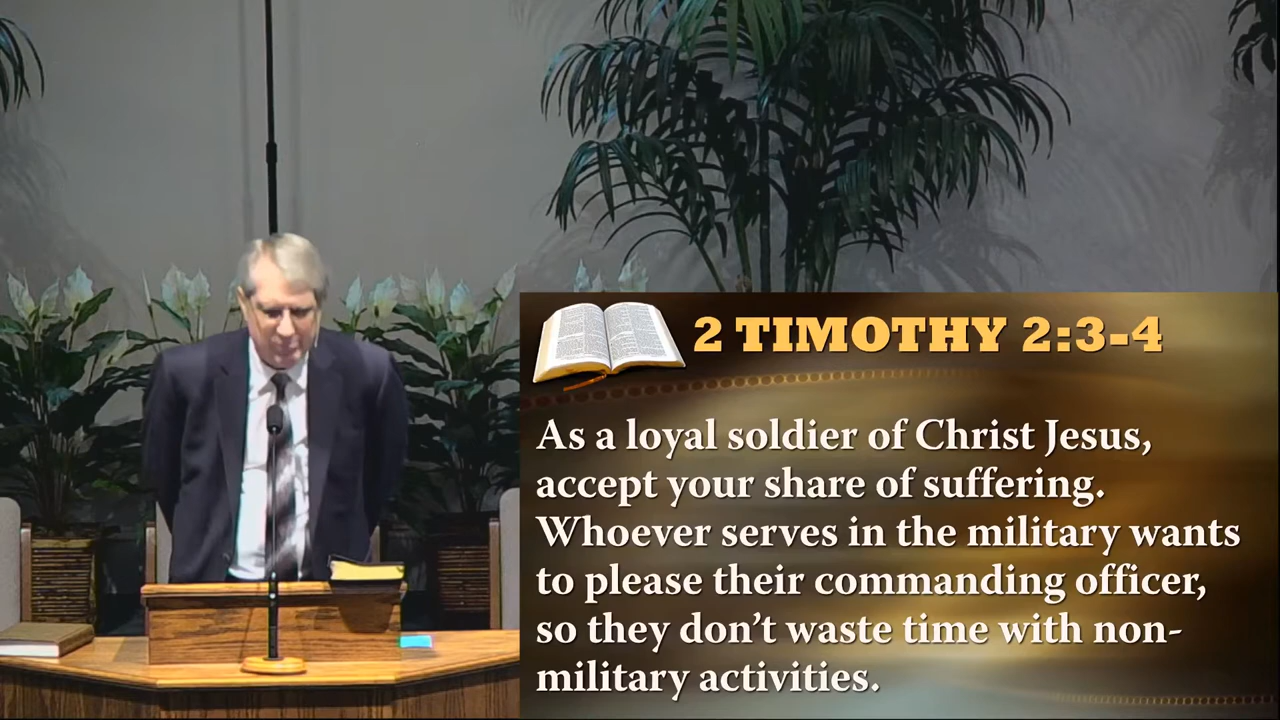 2 TIMOTHY 2:3-4
As a loyal soldier of Christ Jesus,
accept your share of suffering.
Whoever serves in the military wants
to please their commanding officer,
so they don’t waste time with non-
military activities.